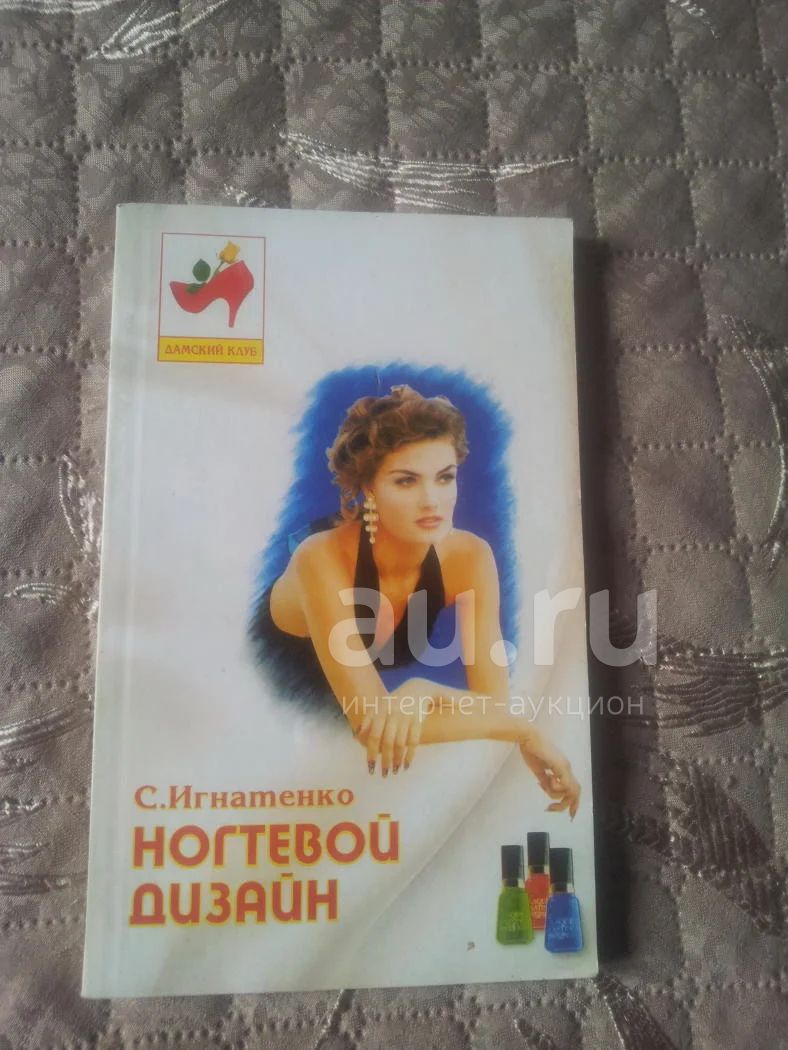 ДАМСКИЙ КЛУБ
au.ru
интернет-аукцион
С.Игнатенко
НОГТЕВОЙ
ДИЗАЙН